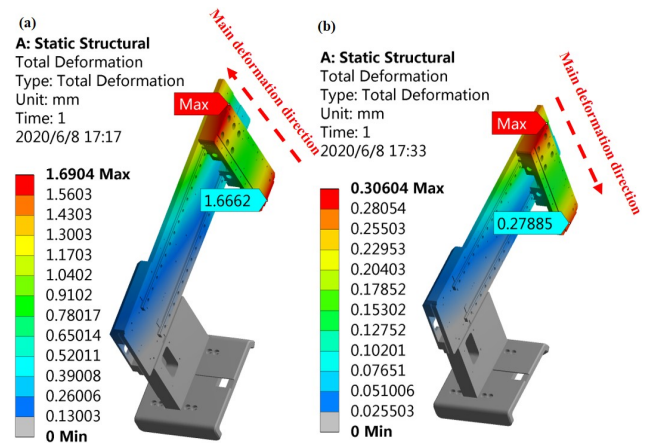 (a)
A: Static Structural
Total Deformation
Type: Total Deformation
Unit: mm
Time: 1
2020/6/8 17:17
Main deformation direction
Max
1.6662
1.6904 Max
1.5603
1.4303
1.3003
1.1703
1.0402
0.9102
0.78017
0.65014
0.52011
0.39008
0.26006
0.13003
0 Min
(b)
A: Static Structural
Total Deformation
Type: Total Deformation
Unit: mm
Time: 1
2020/6/8 17:33
Main deformation direction
Max
0.27885
0.30604 Max
0.28054
0.25503
0.22953
0.20403
0.17852
0.15302
0.12752
0.10201
0.07651
0.051006
0.025503
0 Min